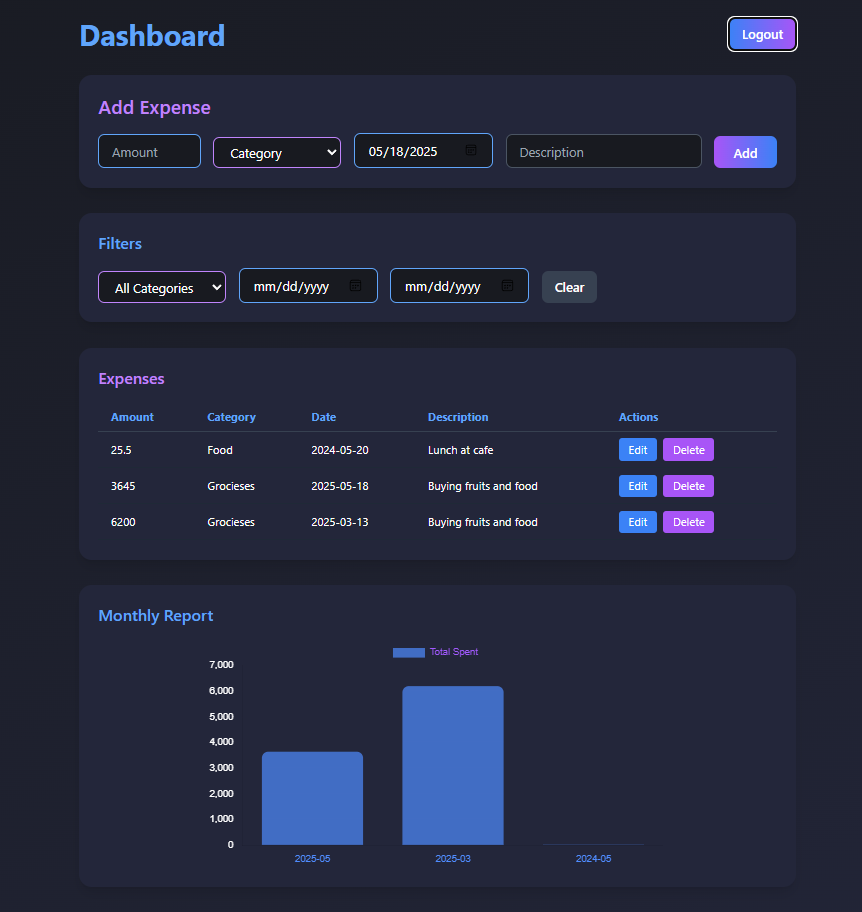 Dashboard Logout
Add Expense
Amount Category 05/18/2025 Description Add
Filters
All Categories mm/dd/yyyy mm/dd/yyyy Clear
Expenses
Amount Category Date Description Actions
25.5 Food 2024-05-20 Lunch at cafe Edit Delete
3645 Grocieses 2025-05-18 Buying fruits and food Edit Delete
6200 Grocieses 2025-03-13 Buying fruits and food Edit Delete
Monthly Report
Total Spent
7,000
6,000
5,000
4,000
3,000
2,000
1,000
0
2025-05 2025-03 2024-05